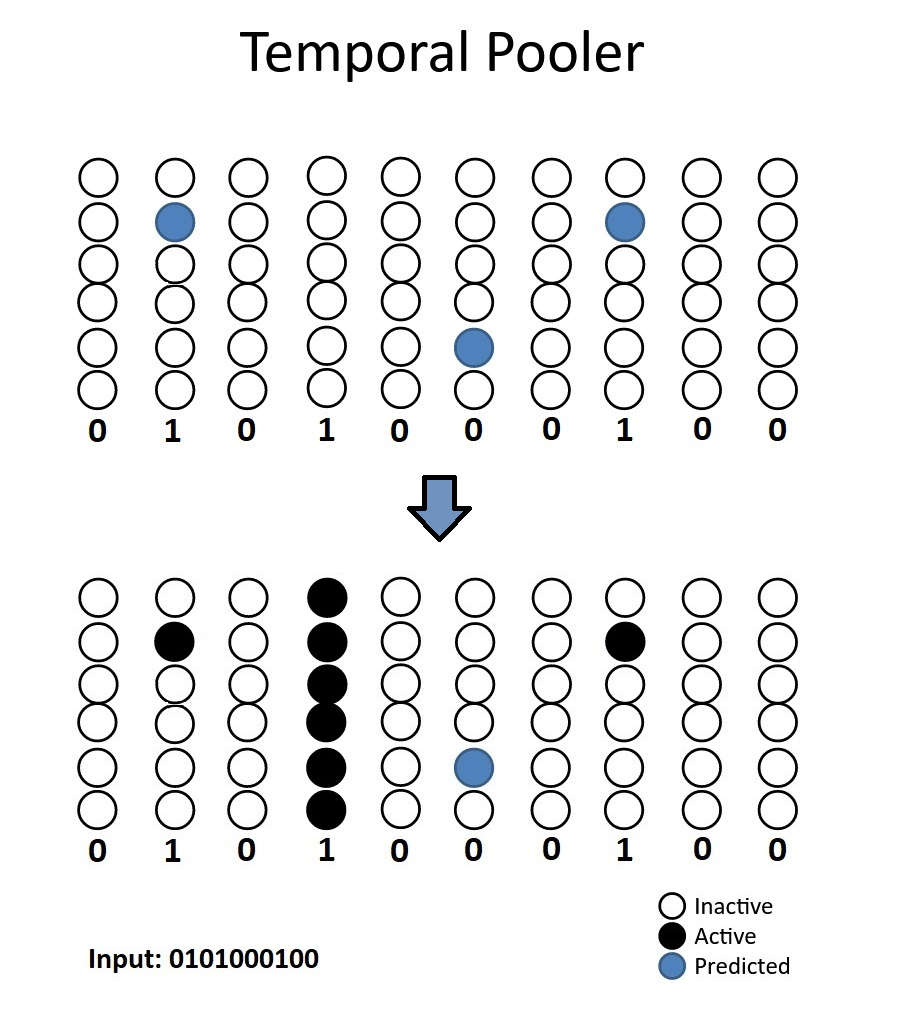 Temporal Pooler
0 1 0 1 0 0 0 1 0 0
0 1 0 1 0 0 0 1 0 0
Inactive
Active
Input: 0101000100
Predicted